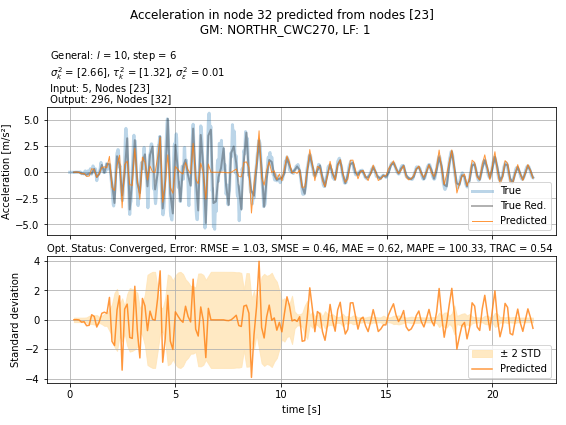 Acceleration in node 32 predicted from nodes [23]
GM: NORTHR_CWC270, LF: 1
General: l = 10, step = 6
σ²ₖ = [2.66], τ²ₖ = [1.32], σ²ε = 0.01
Input: 5, Nodes [23]
Output: 296, Nodes [32]
Acceleration [m/s²]
5.0
2.5
0.0
−2.5
−5.0
True
True Red.
Predicted
Opt. Status: Converged, Error: RMSE = 1.03, SMSE = 0.46, MAE = 0.62, MAPE = 100.33, TRAC = 0.54
Standard deviation
4
2
0
−2
−4
± 2 STD
Predicted
0 5 10 15 20
time [s]